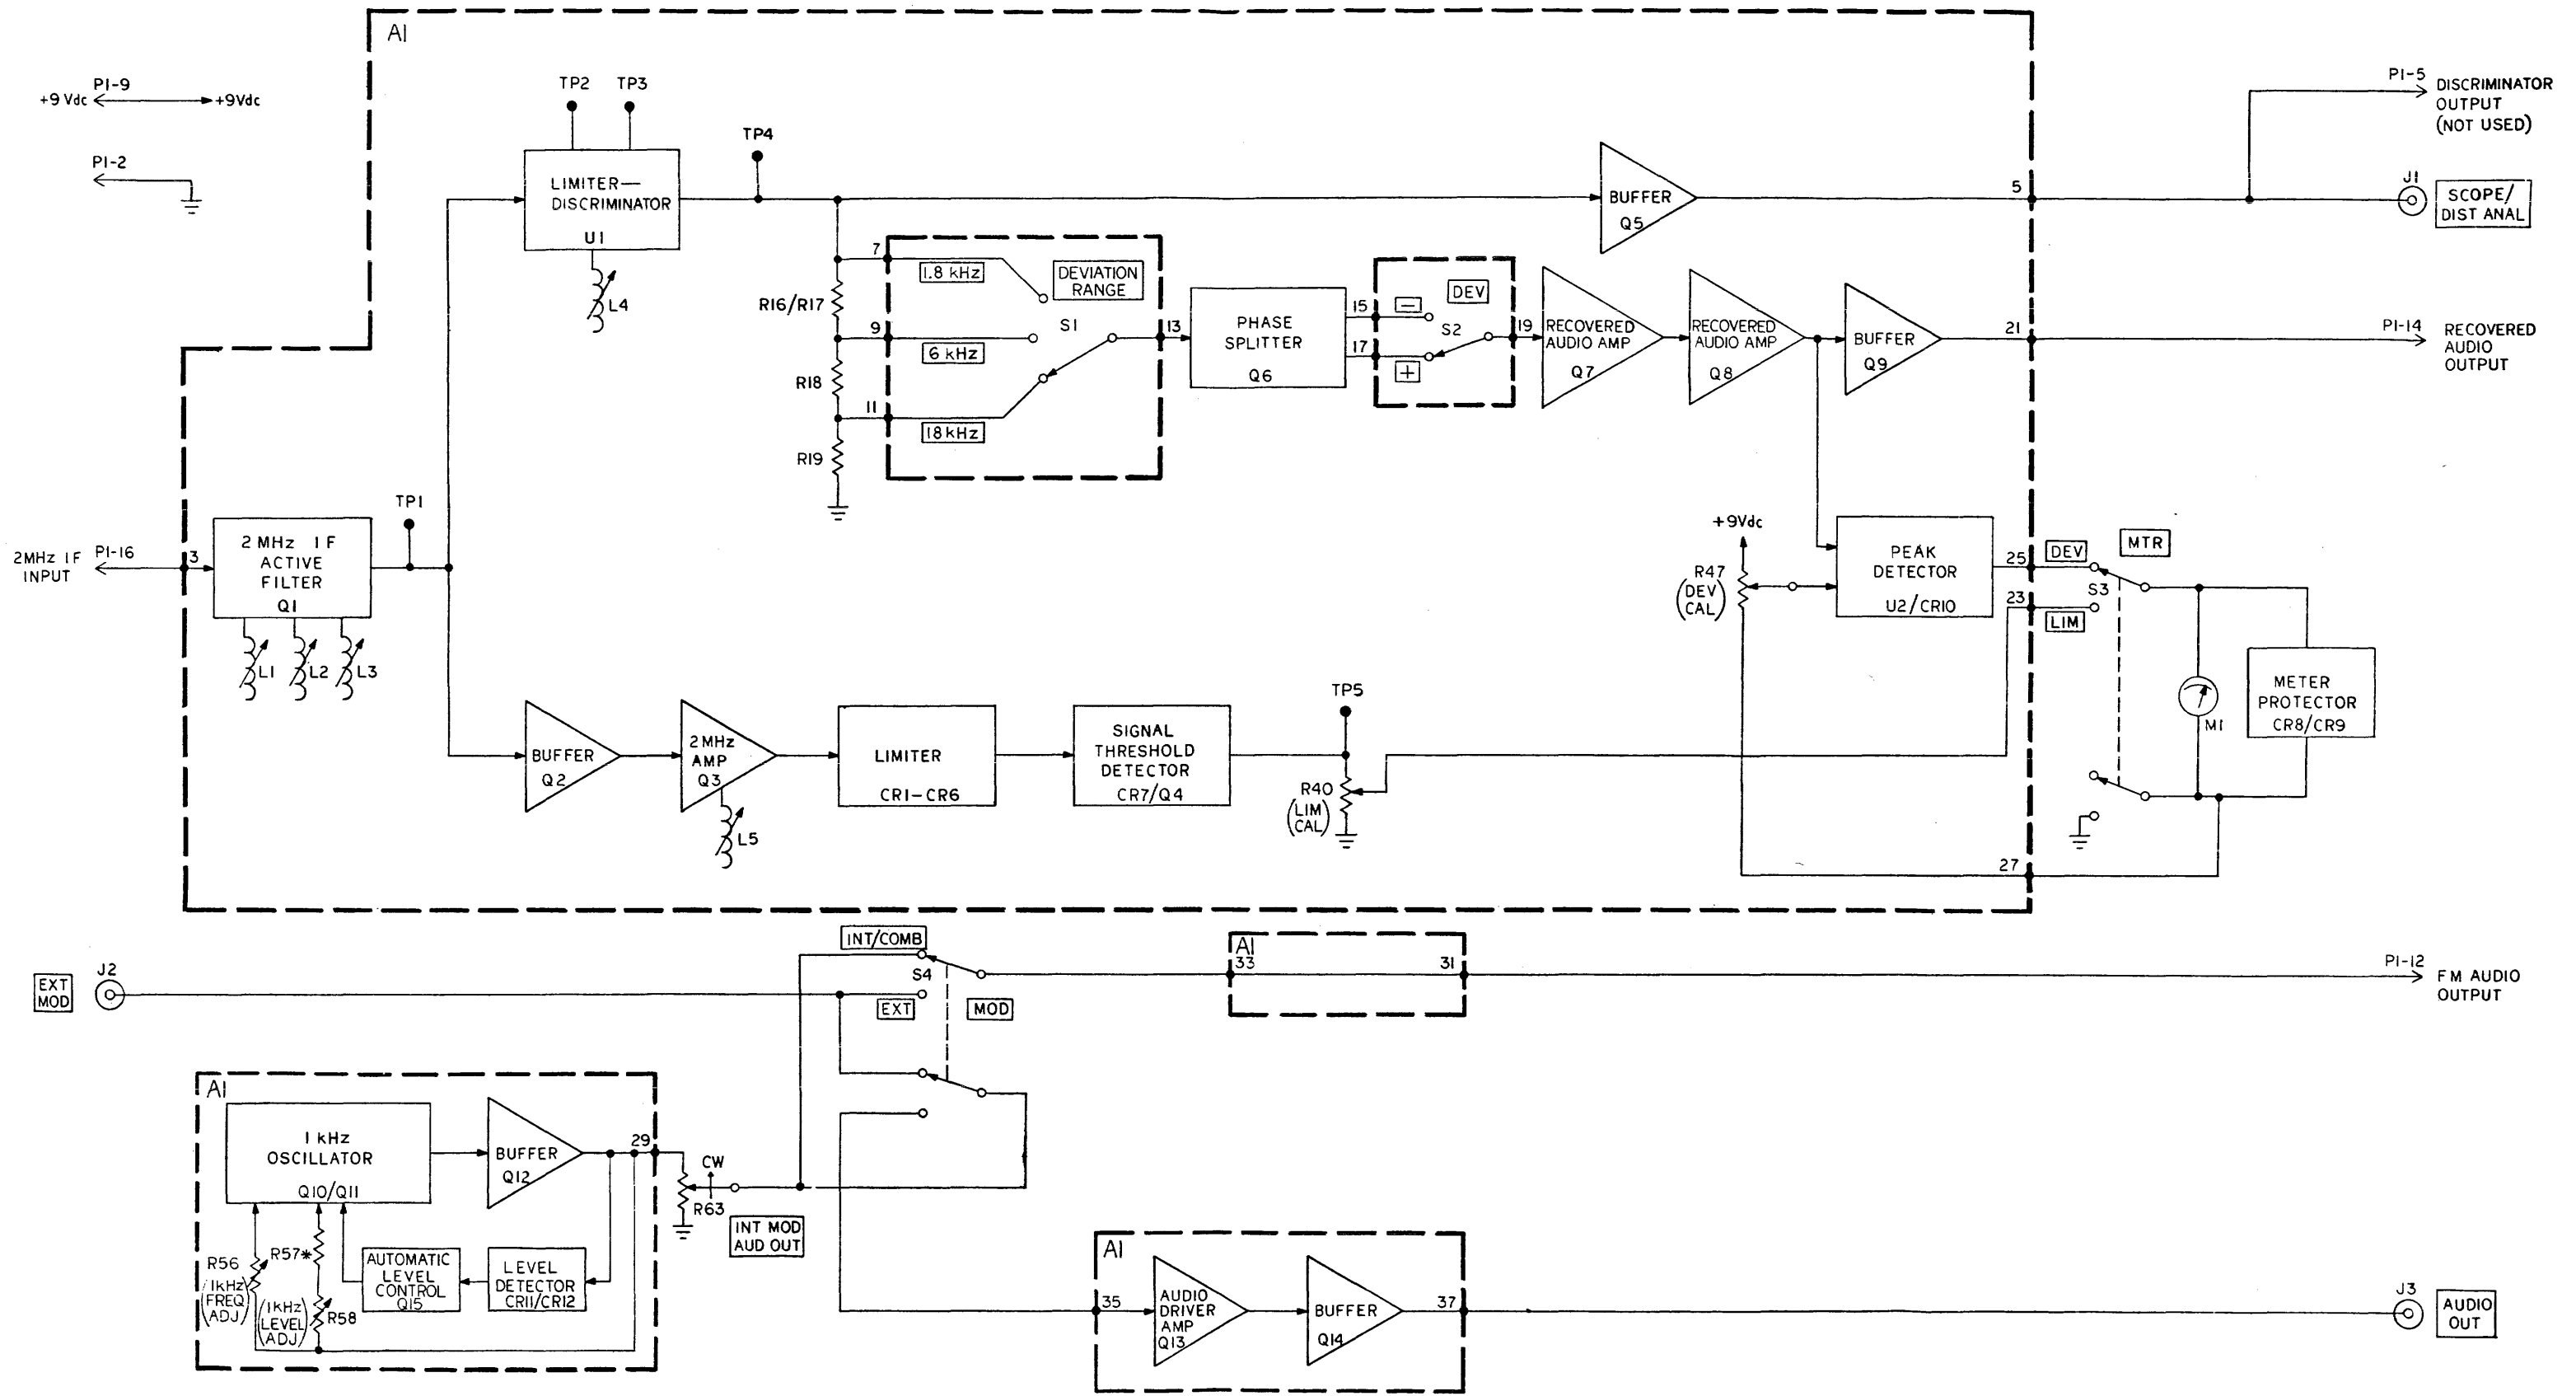 A1
P1-9
+9 Vdc
+9Vdc
P1-2
TP2
TP3
LIMITER—
DISCRIMINATOR
U1
L4
TP4
BUFFER
Q5
5
P1-5
DISCRIMINATOR
OUTPUT
(NOT USED)
J1
SCOPE/
DIST ANAL
7
1.8 kHz
DEVIATION
RANGE
R16/R17
9
6 kHz
S1
R18
11
18 kHz
R19
13
PHASE
SPLITTER
Q6
15
−
DEV
S2
17
+
19
RECOVERED
AUDIO AMP
Q7
RECOVERED
AUDIO AMP
Q8
BUFFER
Q9
21
P1-14
RECOVERED
AUDIO
OUTPUT
2MHz IF
INPUT
P1-16
3
2 MHz IF
ACTIVE
FILTER
Q1
L1
L2
L3
TP1
+9Vdc
R47
(DEV
CAL)
PEAK
DETECTOR
U2/CR10
25
DEV
MTR
S3
23
LIM
M1
METER
PROTECTOR
CR8/CR9
BUFFER
Q2
2MHz
AMP
Q3
L5
LIMITER
CR1-CR6
SIGNAL
THRESHOLD
DETECTOR
CR7/Q4
TP5
R40
(LIM
CAL)
27
EXT
MOD
J2
INT/COMB
S4
EXT
MOD
A1
33
31
P1-12
FM AUDIO
OUTPUT
A1
1 kHz
OSCILLATOR
Q10/Q11
BUFFER
Q12
29
CW
R63
INT MOD
AUD OUT
R56
(1kHz
FREQ
ADJ)
R57*
(1kHz
LEVEL
ADJ)
R58
AUTOMATIC
LEVEL
CONTROL
Q15
LEVEL
DETECTOR
CR11/CR12
A1
35
AUDIO
DRIVER
AMP
Q13
BUFFER
Q14
37
J3
AUDIO
OUT